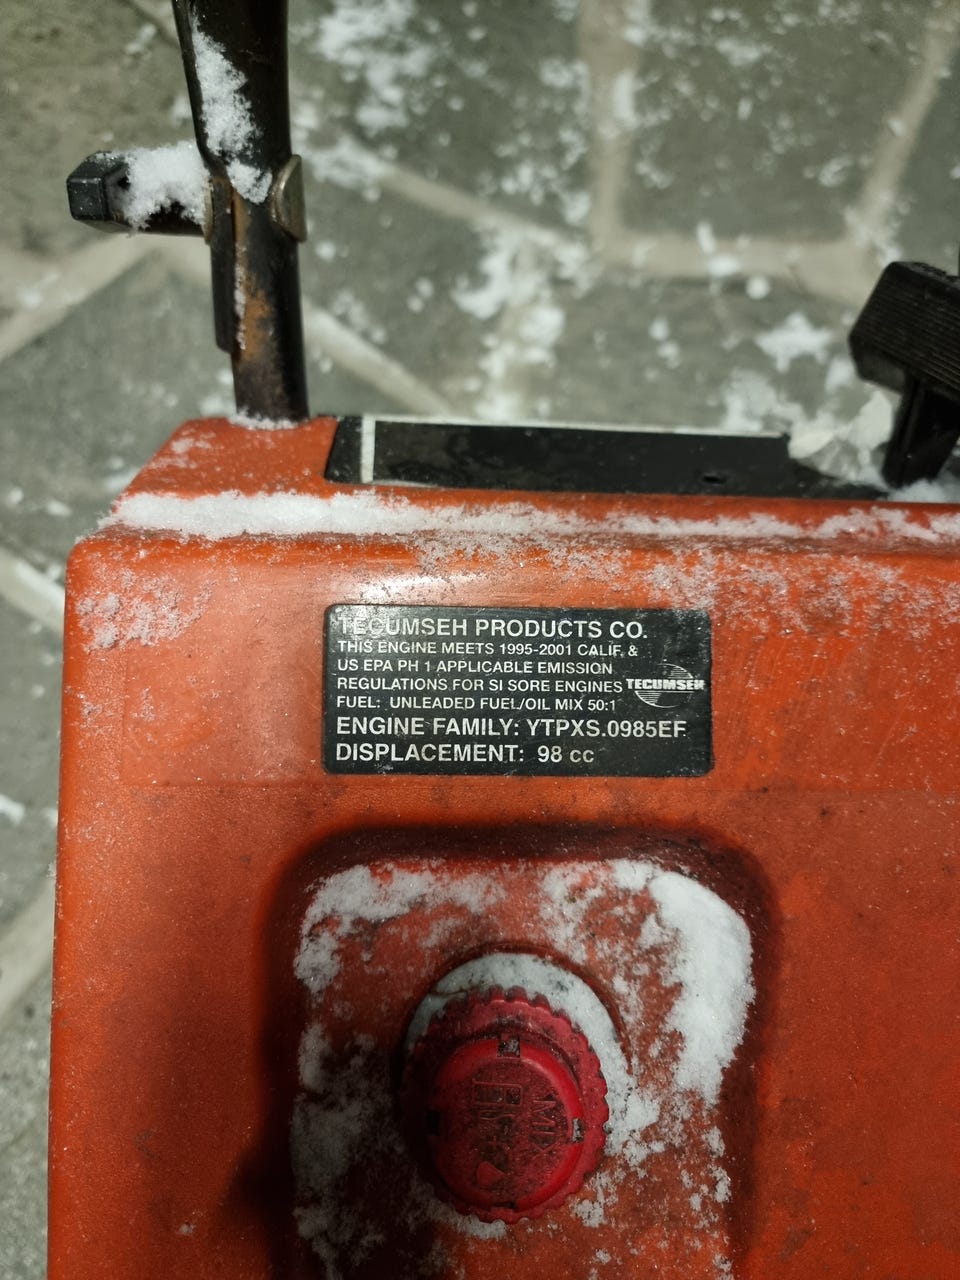 TECUMSEH PRODUCTS CO.
THIS ENGINE MEETS 1995-2001 CALIF. &
US EPA PH 1 APPLICABLE EMISSION
REGULATIONS FOR SI SORE ENGINES
TECUMSEH
FUEL: UNLEADED FUEL/OIL MIX 50:1
ENGINE FAMILY: YTPXS.0985EF
DISPLACEMENT: 98 cc